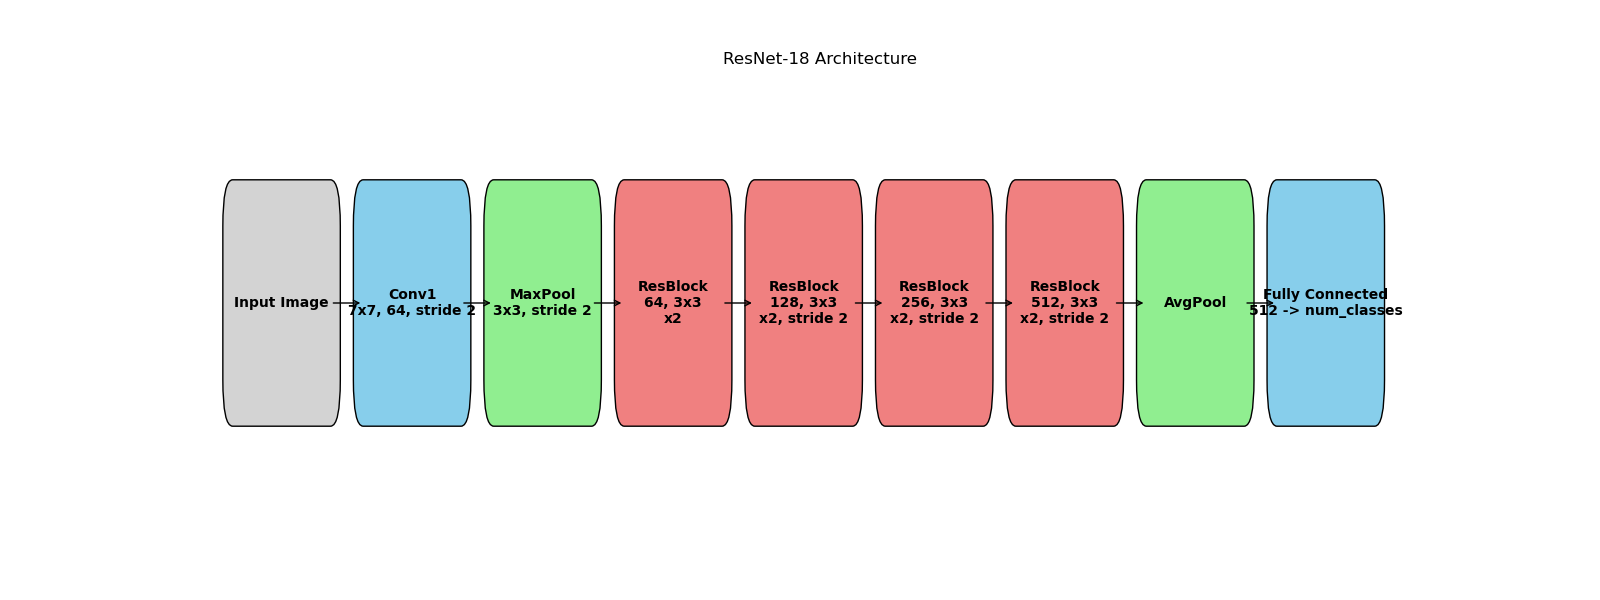 ResNet-18 Architecture
Input Image
Conv1
7x7, 64, stride 2
MaxPool
3x3, stride 2
ResBlock
64, 3x3
x2
ResBlock
128, 3x3
x2, stride 2
ResBlock
256, 3x3
x2, stride 2
ResBlock
512, 3x3
x2, stride 2
AvgPool
Fully Connected
512 -> num_classes